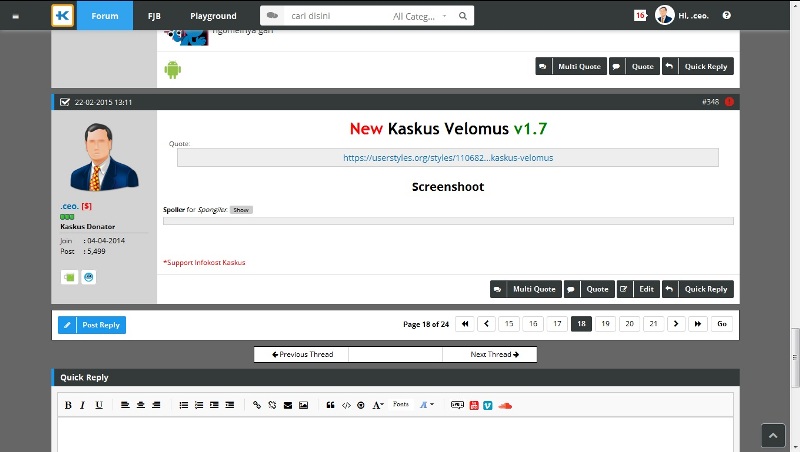 Forum
FJB
Playground
cari disini
All Categ...
16
Hi, .ceo.
ngomelnya gan
Multi Quote
Quote
Quick Reply
22-02-2015 13:11
#348
New Kaskus Velomus v1.7
Quote:
https://userstyles.org/styles/110682...kaskus-velomus
Screenshoot
.ceo. [$]
Kaskus Donator
Join : 04-04-2014
Post : 5,499
Spoiler for Spongiler: Show
*Support Infokost Kaskus
Multi Quote
Quote
Edit
Quick Reply
Post Reply
Page 18 of 24
15
16
17
18
19
20
21
Go
Previous Thread
Next Thread
Quick Reply
B I U
A
Fonts
A